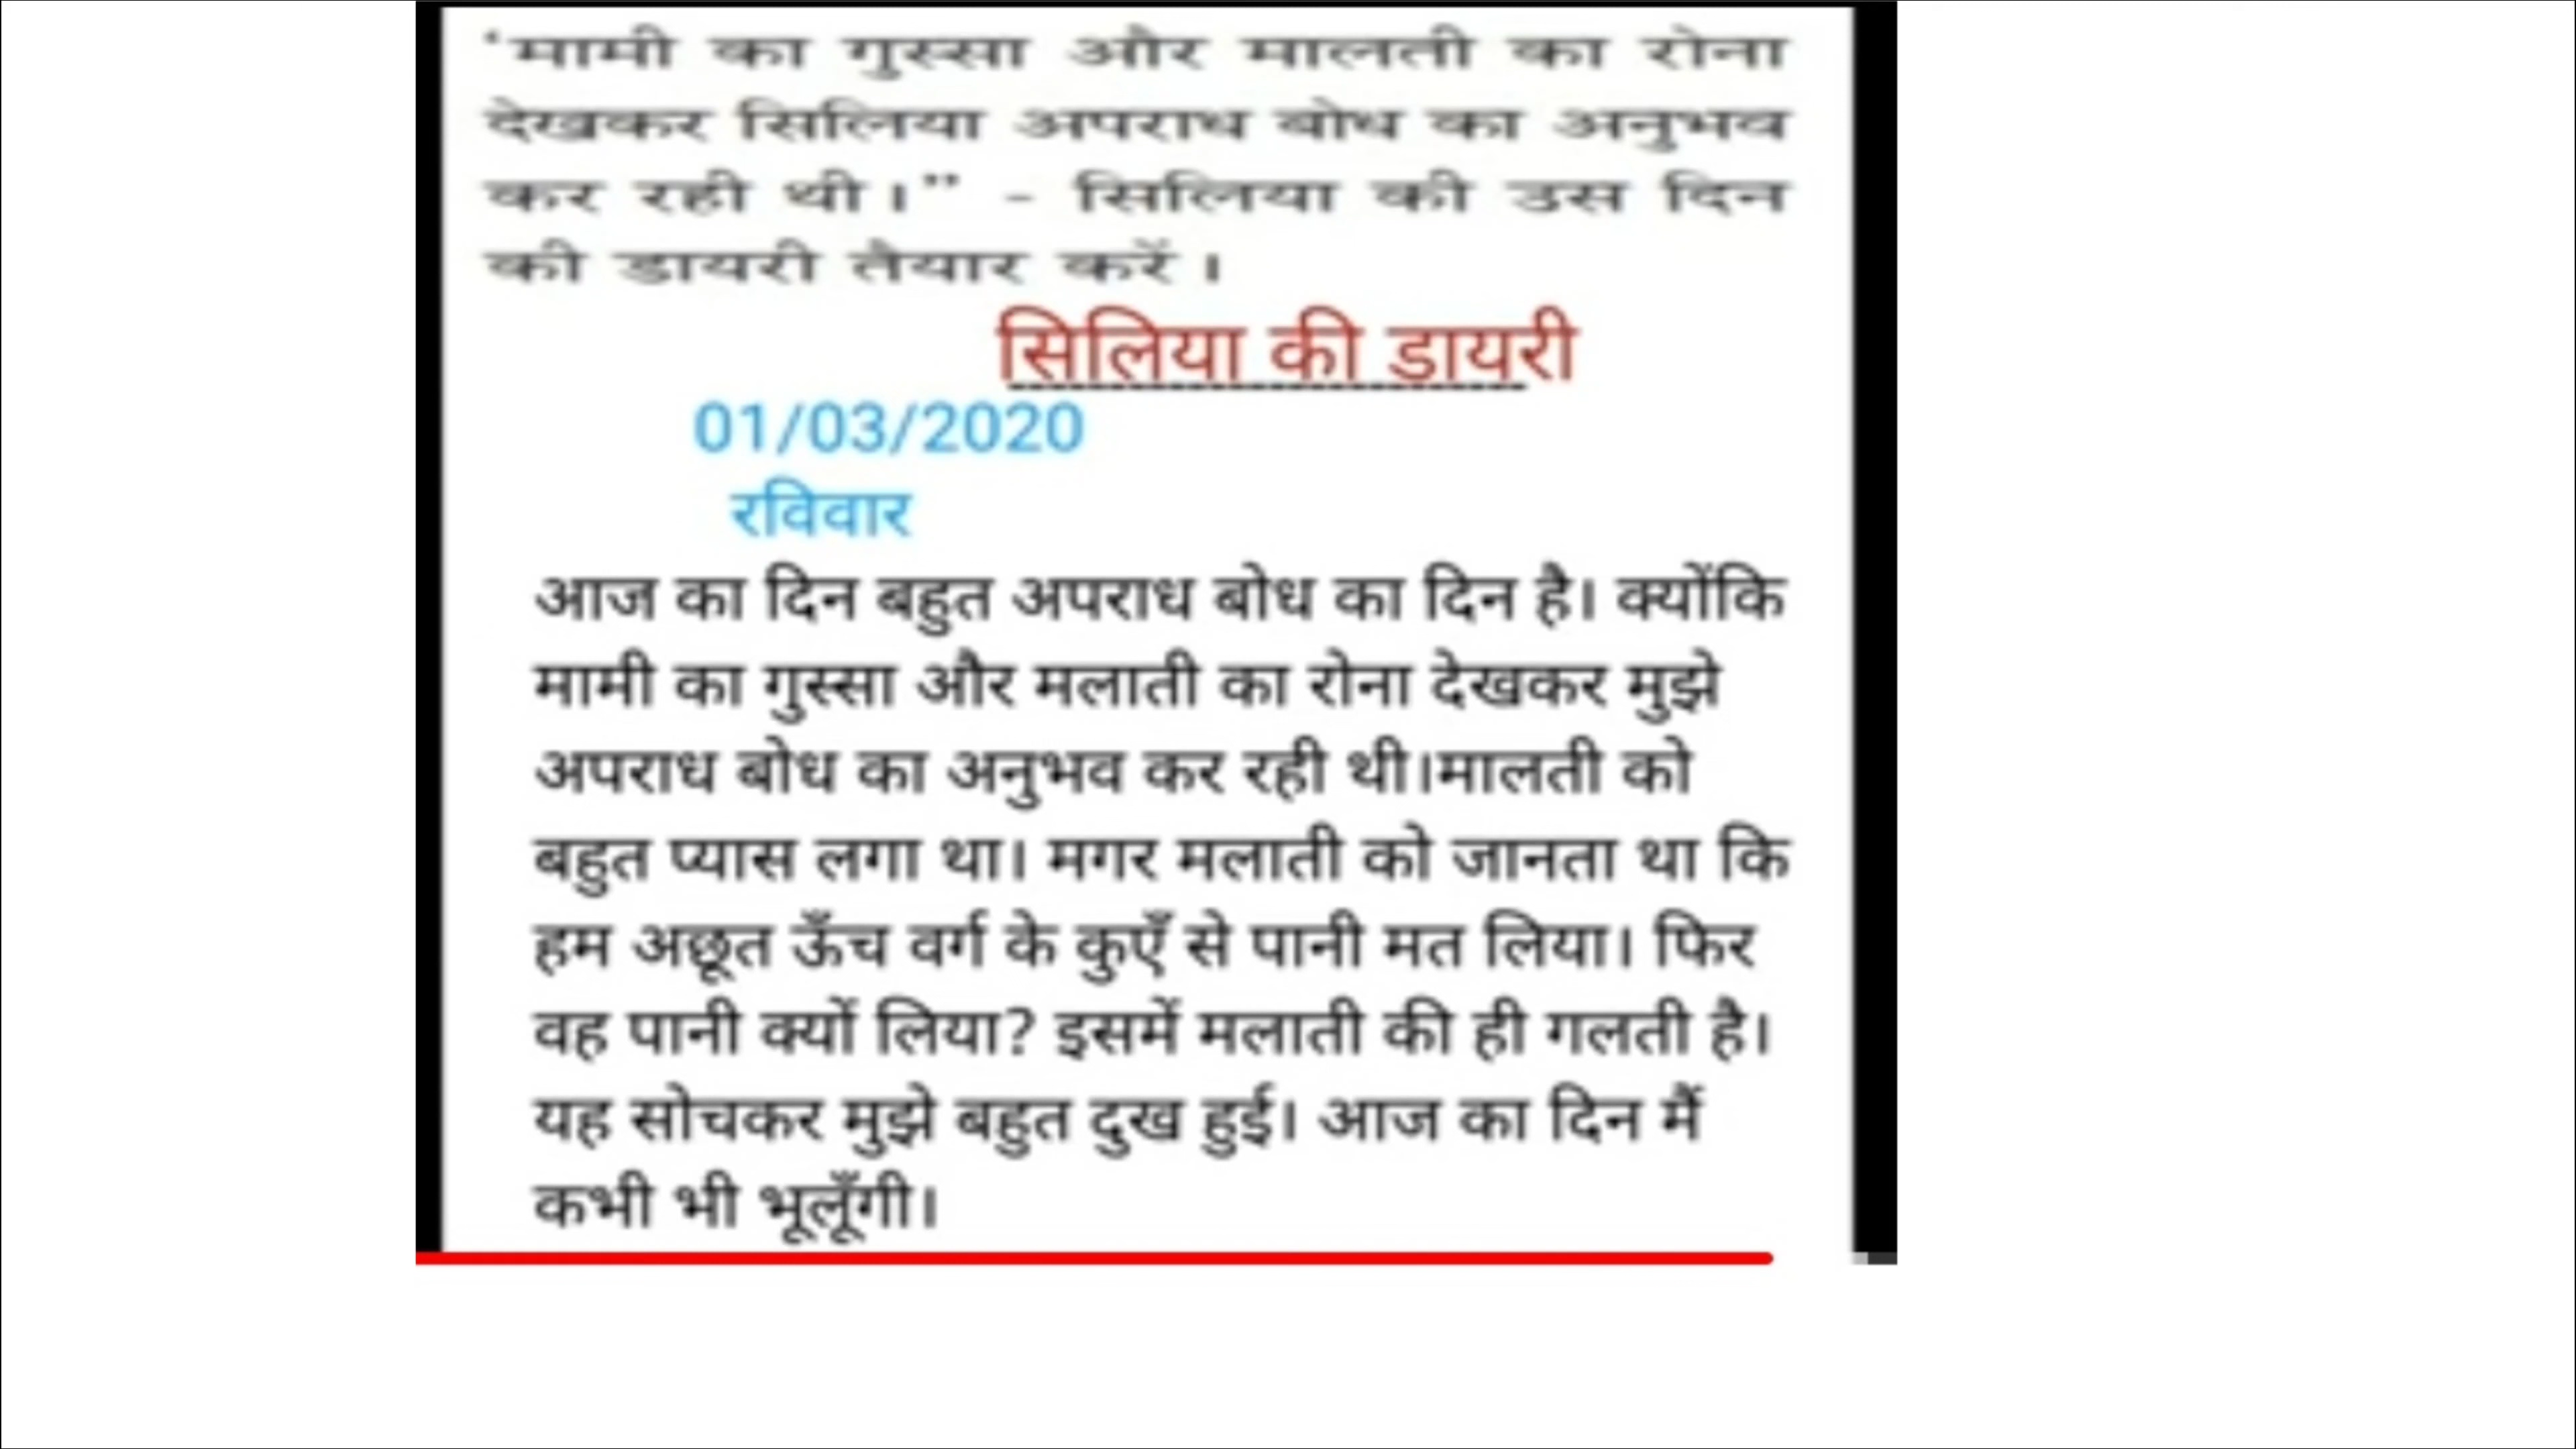 ‘मामी का गुस्सा और मालती का रोना
देखकर सिलिया अपराध बोध का अनुभव
कर रही थी।” - सिलिया की उस दिन
की डायरी तैयार करें।
सिलिया की डायरी
01/03/2020
रविवार
आज का दिन बहुत अपराध बोध का दिन है। क्योंकि
मामी का गुस्सा और मलाती का रोना देखकर मुझे
अपराध बोध का अनुभव कर रही थी।मालती को
बहुत प्यास लगा था। मगर मलाती को जानता था कि
हम अछूत ऊँच वर्ग के कुएँ से पानी मत लिया। फिर
वह पानी क्यों लिया? इसमें मलाती की ही गलती है।
यह सोचकर मुझे बहुत दुख हुई। आज का दिन मैं
कभी भी भूलूँगी।